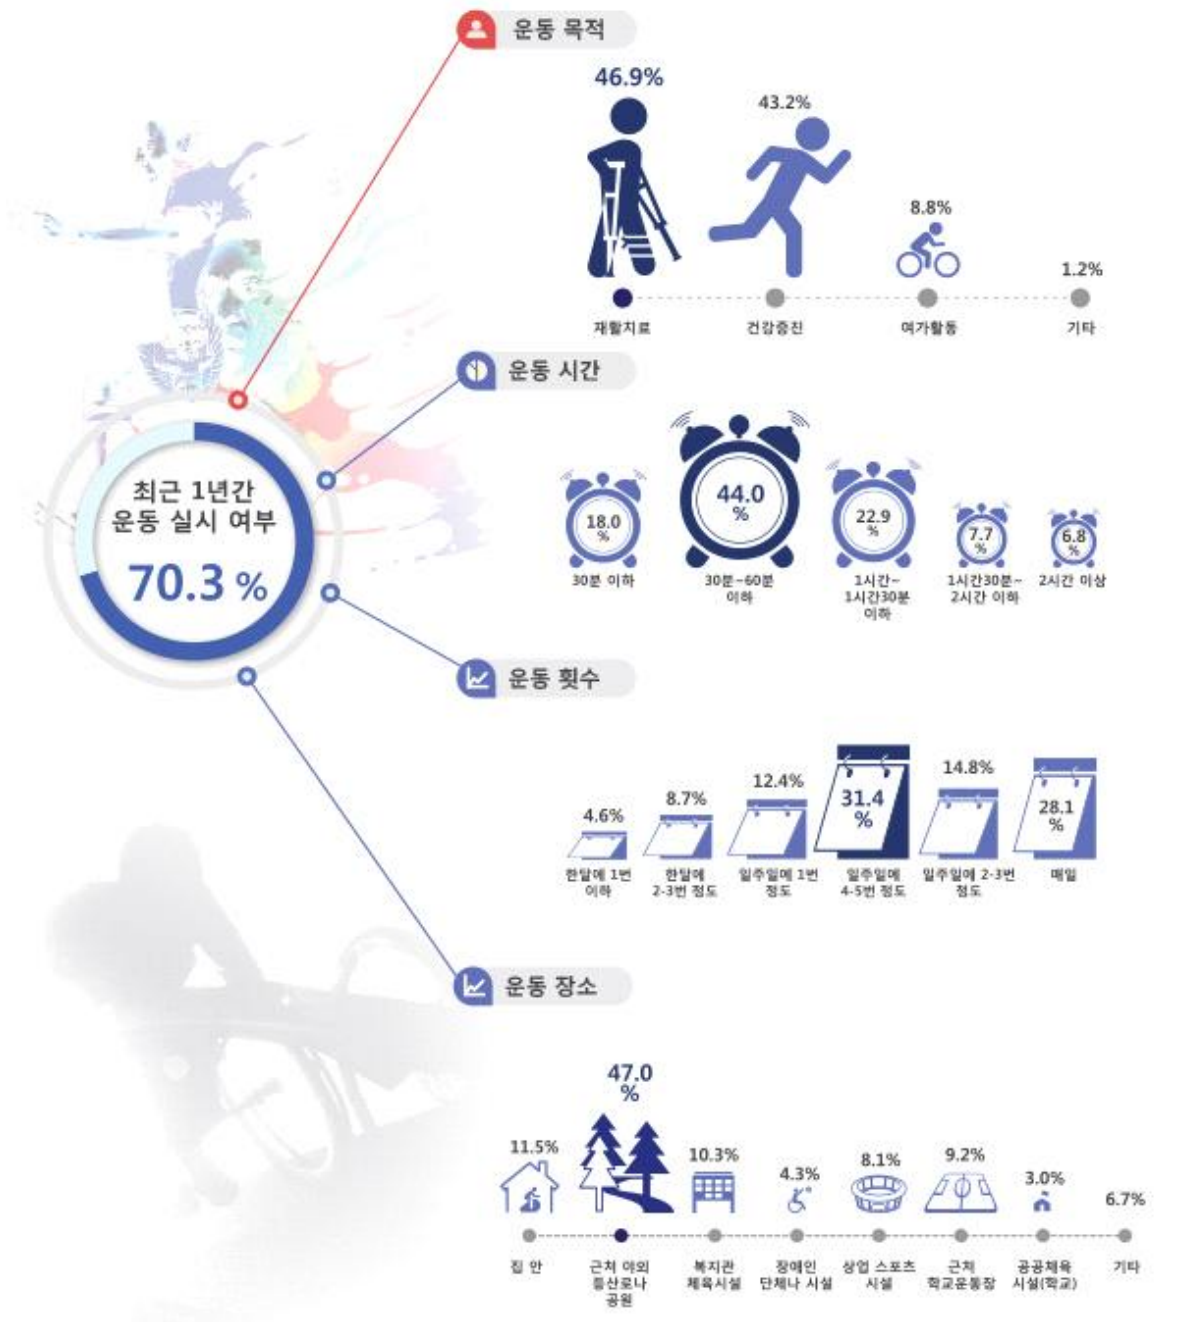 운동 목적
46.9%
43.2%
8.8%
1.2%
재활치료
건강증진
여가활동
기타
운동 시간
최근 1년간
운동 실시 여부
70.3 %
18.0
%
44.0
%
22.9
%
7.7
%
6.8
%
30분 이하
30분~60분
이하
1시간~
1시간30분
이하
1시간30분~
2시간 이하
2시간 이상
운동 횟수
4.6%
8.7%
12.4%
31.4
%
14.8%
28.1
%
한달에 1번
이하
한달에
2-3번 정도
일주일에 1번
정도
일주일에
4-5번 정도
일주일에 2-3번
정도
매일
운동 장소
11.5%
47.0
%
10.3%
4.3%
8.1%
9.2%
3.0%
6.7%
집 안
근처 야외
등산로나
공원
복지관
체육시설
장애인
단체나 시설
상업 스포츠
시설
근처
학교운동장
공공체육
시설(학교)
기타